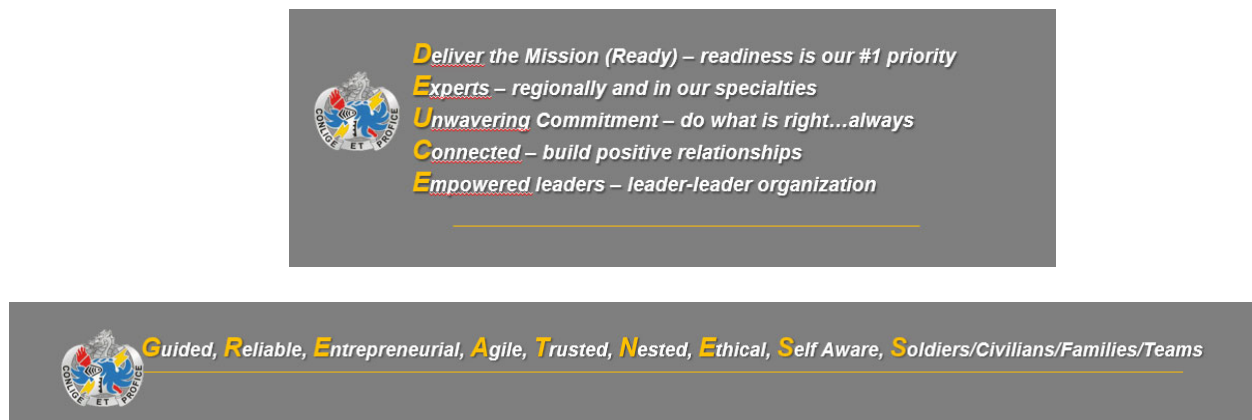 Deliver the Mission (Ready) – readiness is our #1 priority
Experts – regionally and in our specialties
Unwavering Commitment – do what is right…always
Connected – build positive relationships
Empowered leaders – leader-leader organization
CONLIGE ET PROFICE
Guided, Reliable, Entrepreneurial, Agile, Trusted, Nested, Ethical, Self Aware, Soldiers/Civilians/Families/Teams
CONLIGE ET PROFICE